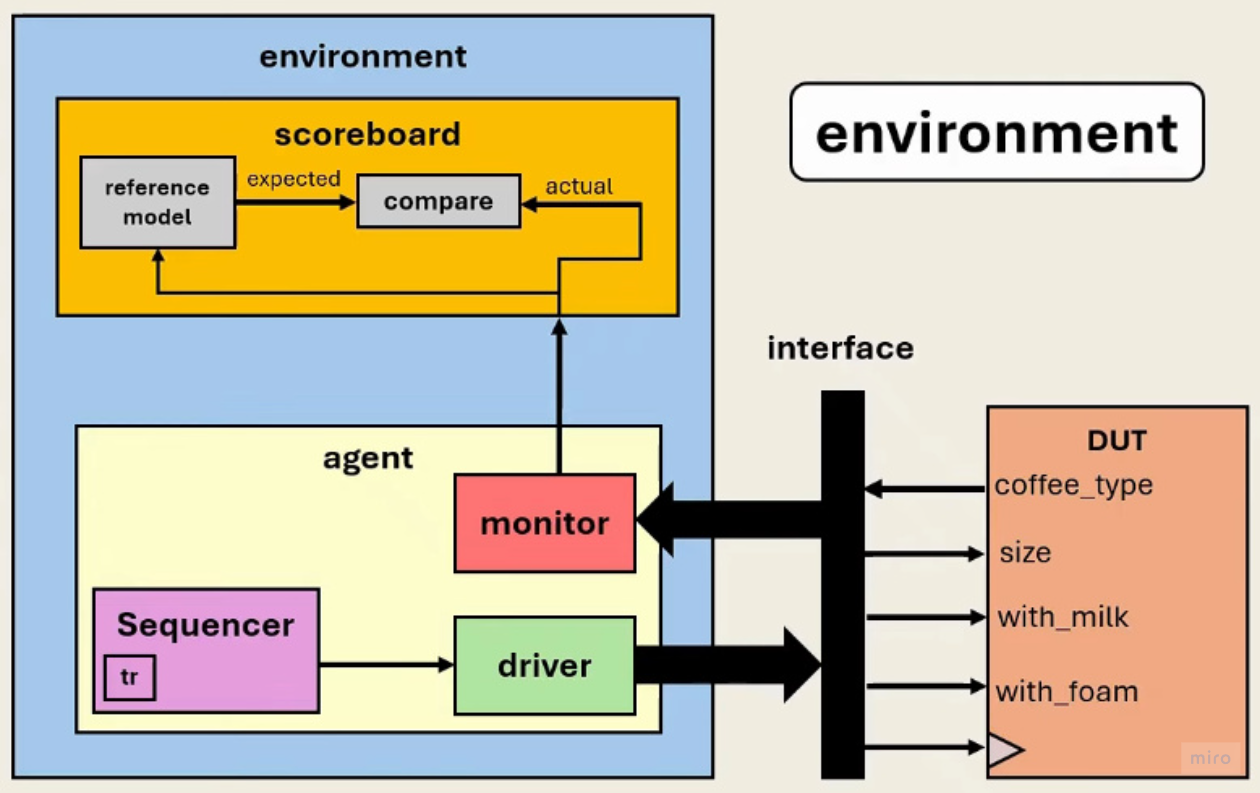 environment
environment
scoreboard
reference
model
expected
compare
actual
interface
agent
monitor
Sequencer
tr
driver
DUT
coffee_type
size
with_milk
with_foam
miro